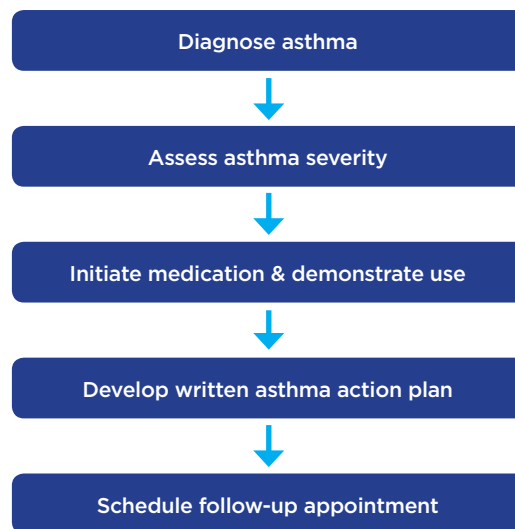 Diagnose asthma
Assess asthma severity
Initiate medication & demonstrate use
Develop written asthma action plan
Schedule follow-up appointment